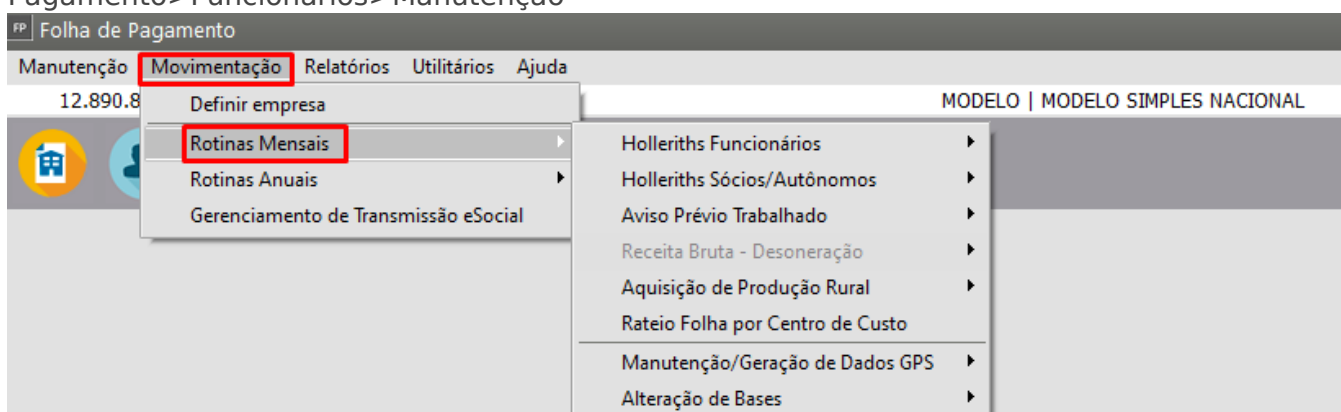 Pagamento>Funcionários>Manutenção
FP Folha de Pagamento
Manutenção Movimentação Relatórios Utilitários Ajuda
12.890.8 MODELO | MODELO SIMPLES NACIONAL
Definir empresa
Rotinas Mensais
Rotinas Anuais
Gerenciamento de Transmissão eSocial
Holleriths Funcionários
Holleriths Sócios/Autônomos
Aviso Prévio Trabalhado
Receita Bruta - Desoneração
Aquisição de Produção Rural
Rateio Folha por Centro de Custo
Manutenção/Geração de Dados GPS
Alteração de Bases